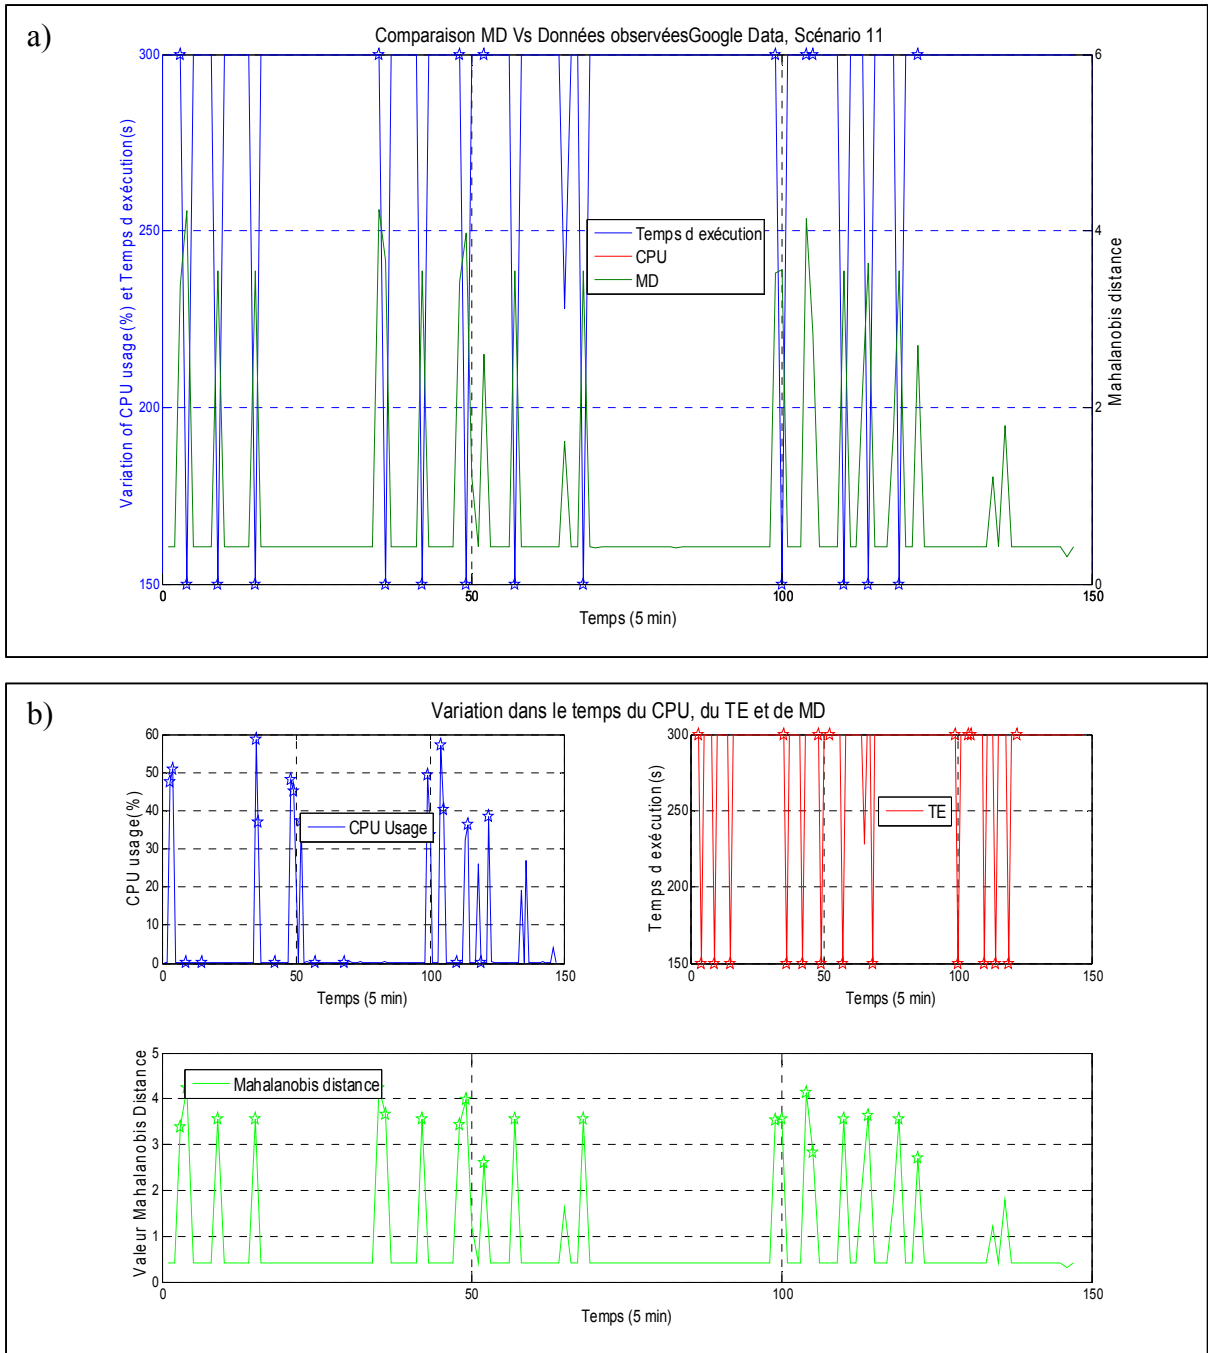 a)
Comparaison MD Vs Données observéesGoogle Data, Scénario 11
Variation of CPU usage(%) et Temps d exécution(s)
300
250
200
150
0
50
100
150
6
4
2
0
Mahalanobis distance
Temps d exécution
CPU
MD
Temps (5 min)
b)
Variation dans le temps du CPU, du TE et de MD
CPU usage(%)
60
50
40
30
20
10
0
0
50
100
150
CPU Usage
Temps (5 min)
Temps d exécution(s)
300
250
200
150
0
50
100
150
TE
Temps (5 min)
Valeur Mahalanobis Distance
5
4
3
2
1
0
0
50
100
150
Mahalanobis distance
Temps (5 min)